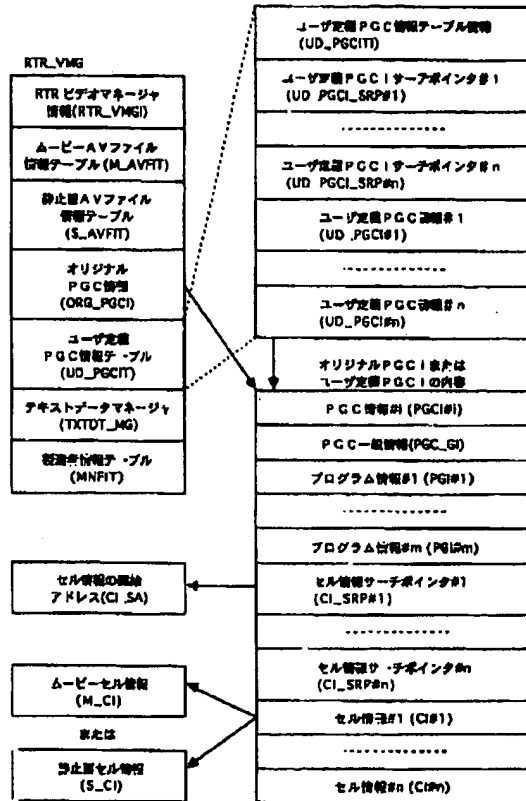 RTR_VMG
RTR ビデオマネージャ
情報(RTR_VMGI)
ムービーAVファイル
情報テーブル (M_AVFIT)
静止画AVファイル
情報テーブル
(S_AVFIT)
オリジナル
PGC情報
(ORG_PGCI)
ユーザ定義
PGC情報テーブル
(UD_PGCIT)
テキストデータマネージャ
(TXTDT_MG)
製造者情報テーブル
(MNFIT)
セル情報の開始
アドレス(CI_SA)
ムービーセル情報
(M_CI)
または
静止画セル情報
(S_CI)
ユーザ定義PGC情報テーブル情報
(UD_PGCITI)
ユーザ定義PGCIサーチポインタ#1
(UD_PGCI_SRP#1)
ユーザ定義PGCIサーチポインタ#n
(UD_PGCI_SRP#n)
ユーザ定義PGC情報#1
(UD_PGCI#1)
ユーザ定義PGC情報#n
(UD_PGCI#n)
オリジナルPGCIまたは
ユーザ定義PGCIの内容
PGC情報#i (PGCI#i)
PGC一般情報(PGC_GI)
プログラム情報#1 (PGI#1)
プログラム情報#m (PGI#m)
セル情報サーチポインタ#1
(CI_SRP#1)
セル情報サーチポインタ#n
(CI_SRP#n)
セル情報#1 (CI#1)
セル情報#n (CI#n)